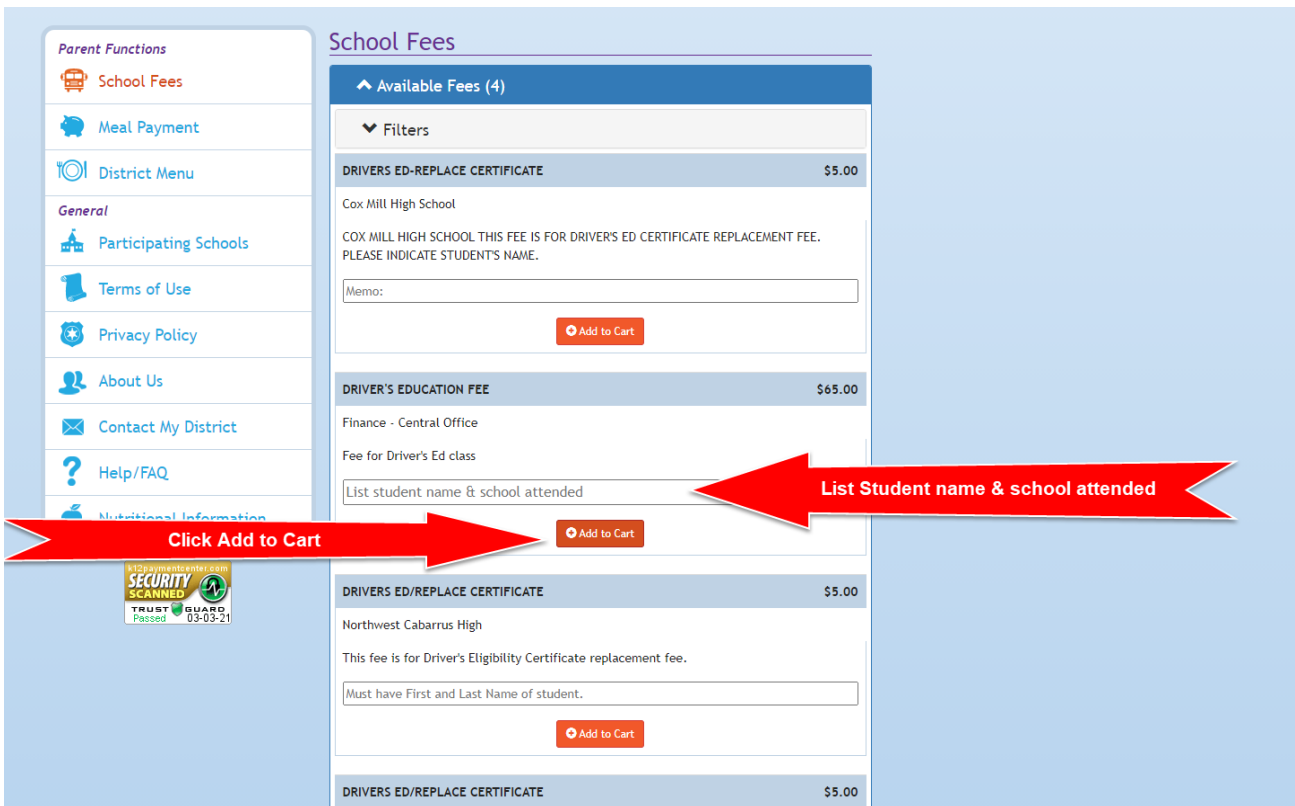 Parent Functions
School Fees
Meal Payment
District Menu
General
Participating Schools
Terms of Use
Privacy Policy
About Us
Contact My District
Help/FAQ
Nutritional Information
k12paymentcenter.com
SECURITY
SCANNED
TRUST GUARD
Passed 03-03-21
School Fees
Available Fees (4)
Filters
DRIVERS ED-REPLACE CERTIFICATE $5.00
Cox Mill High School
COX MILL HIGH SCHOOL THIS FEE IS FOR DRIVER'S ED CERTIFICATE REPLACEMENT FEE.
PLEASE INDICATE STUDENT'S NAME.
Memo:
Add to Cart
DRIVER'S EDUCATION FEE $65.00
Finance - Central Office
Fee for Driver's Ed class
List student name & school attended
List Student name & school attended
Click Add to Cart
Add to Cart
DRIVERS ED/REPLACE CERTIFICATE $5.00
Northwest Cabarrus High
This fee is for Driver's Eligibility Certificate replacement fee.
Must have First and Last Name of student.
Add to Cart
DRIVERS ED/REPLACE CERTIFICATE $5.00